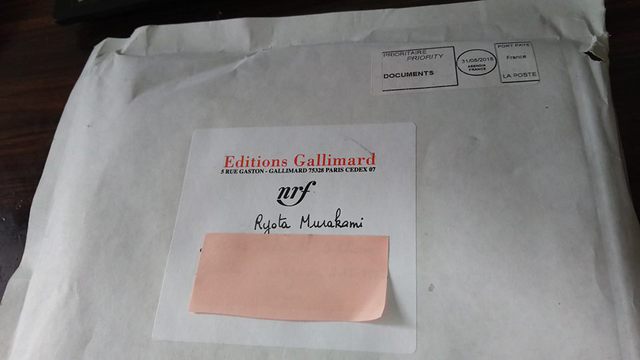 PRIORITAIRE
PRIORITY
DOCUMENTS
31/05/2018
FRANCE
PORT PAYE
France
LA POSTE
Editions Gallimard
5 RUE GASTON - GALLIMARD 75328 PARIS CEDEX 07
nrf
Ryota Murakami